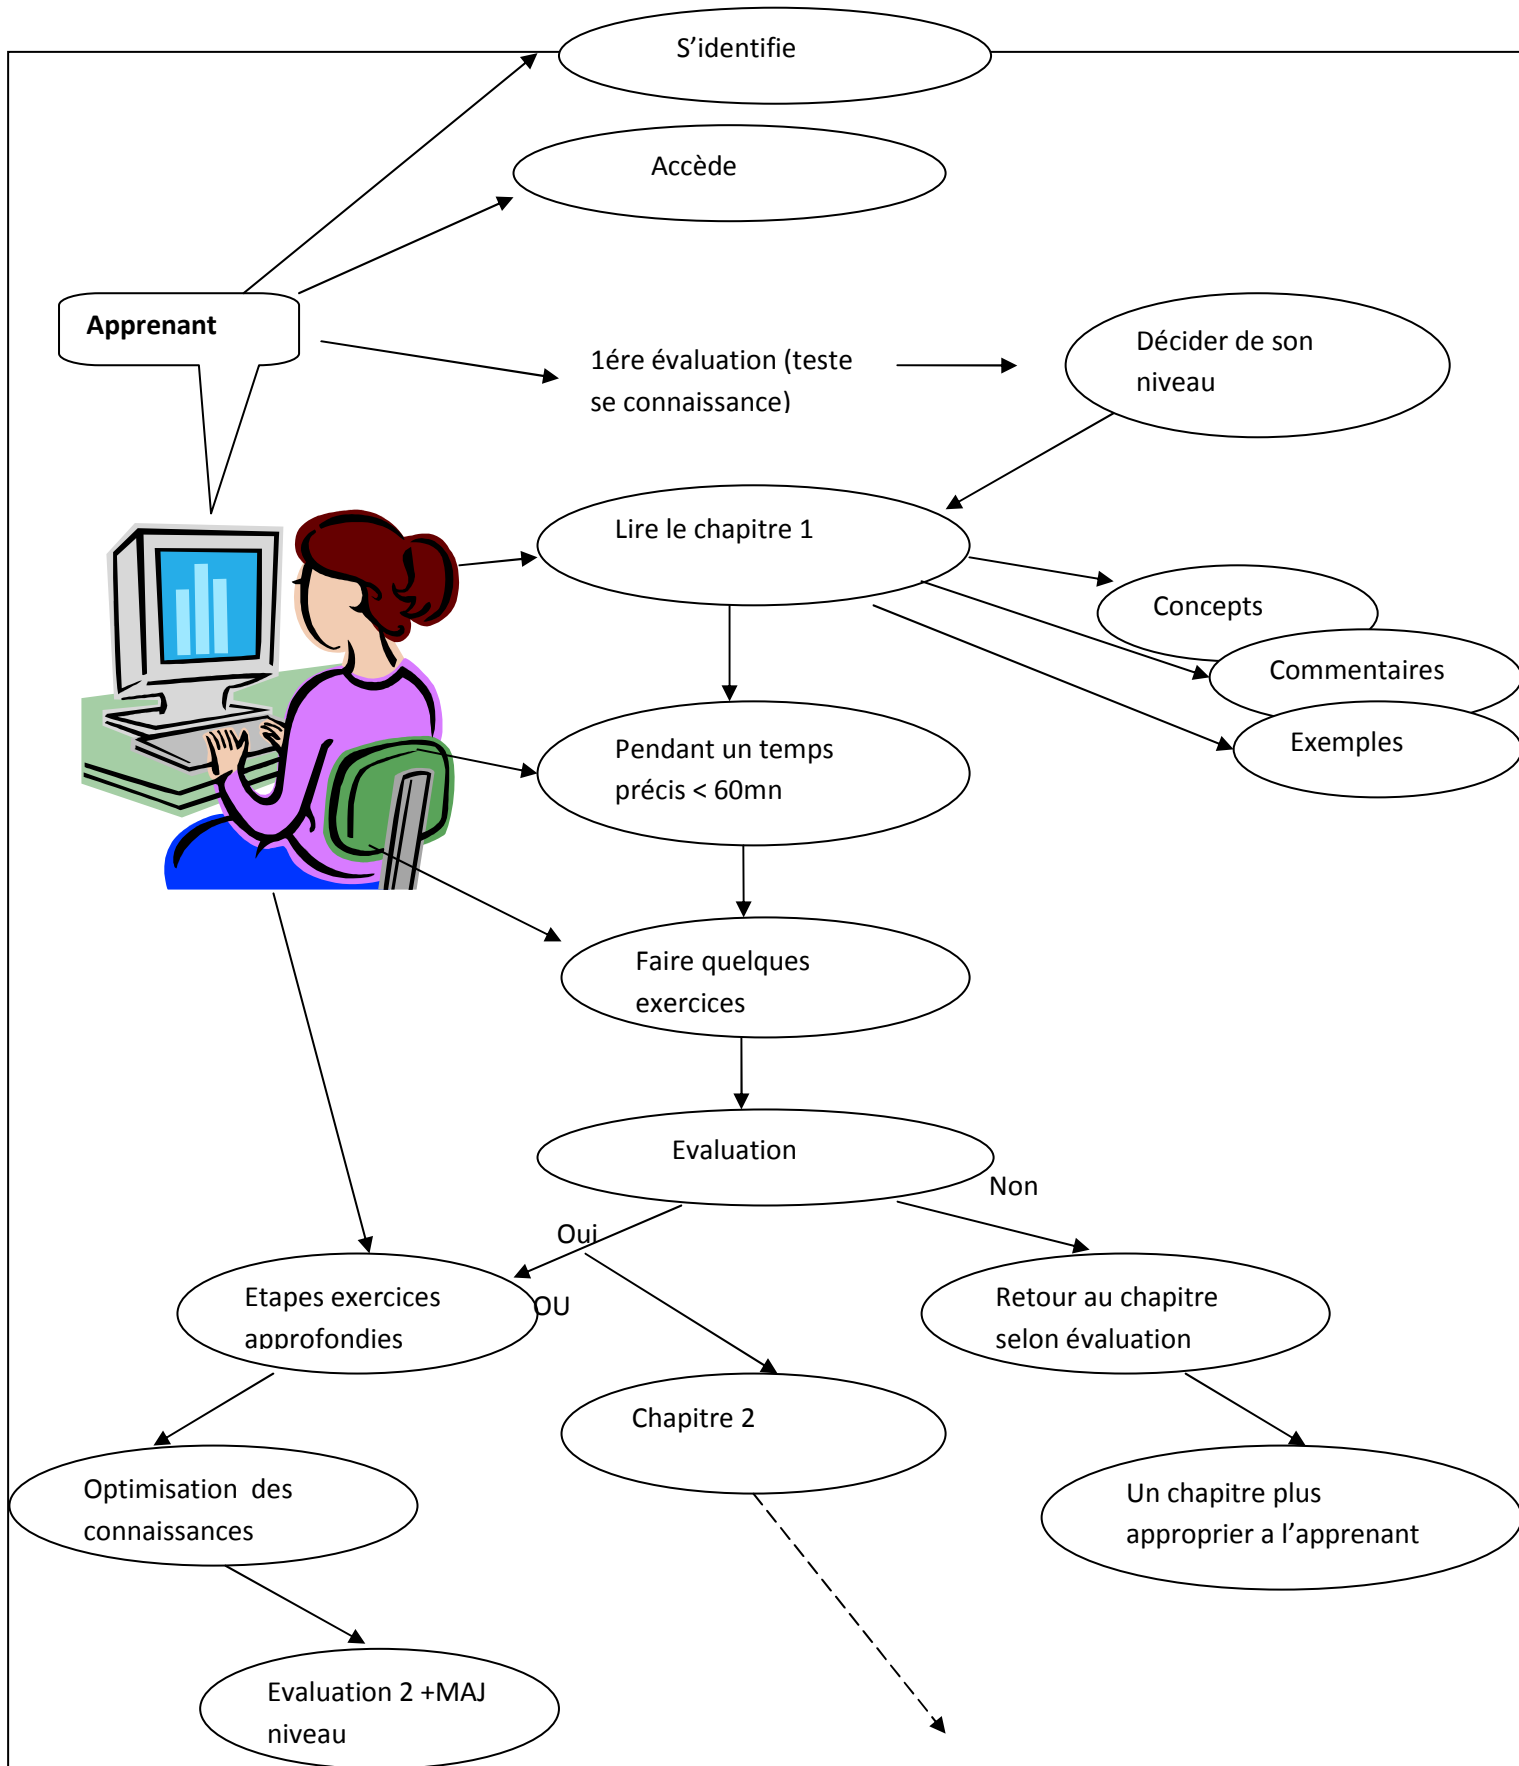 S’identifie
Accède
Apprenant
1ére évaluation (teste
se connaissance)
Décider de son
niveau
Lire le chapitre 1
Concepts
Commentaires
Exemples
Pendant un temps
précis < 60mn
Faire quelques
exercices
Evaluation
Non
Oui
Etapes exercices
approfondies
OU
Retour au chapitre
selon évaluation
Chapitre 2
Optimisation  des
connaissances
Un chapitre plus
approprier a l’apprenant
Evaluation 2 +MAJ
niveau